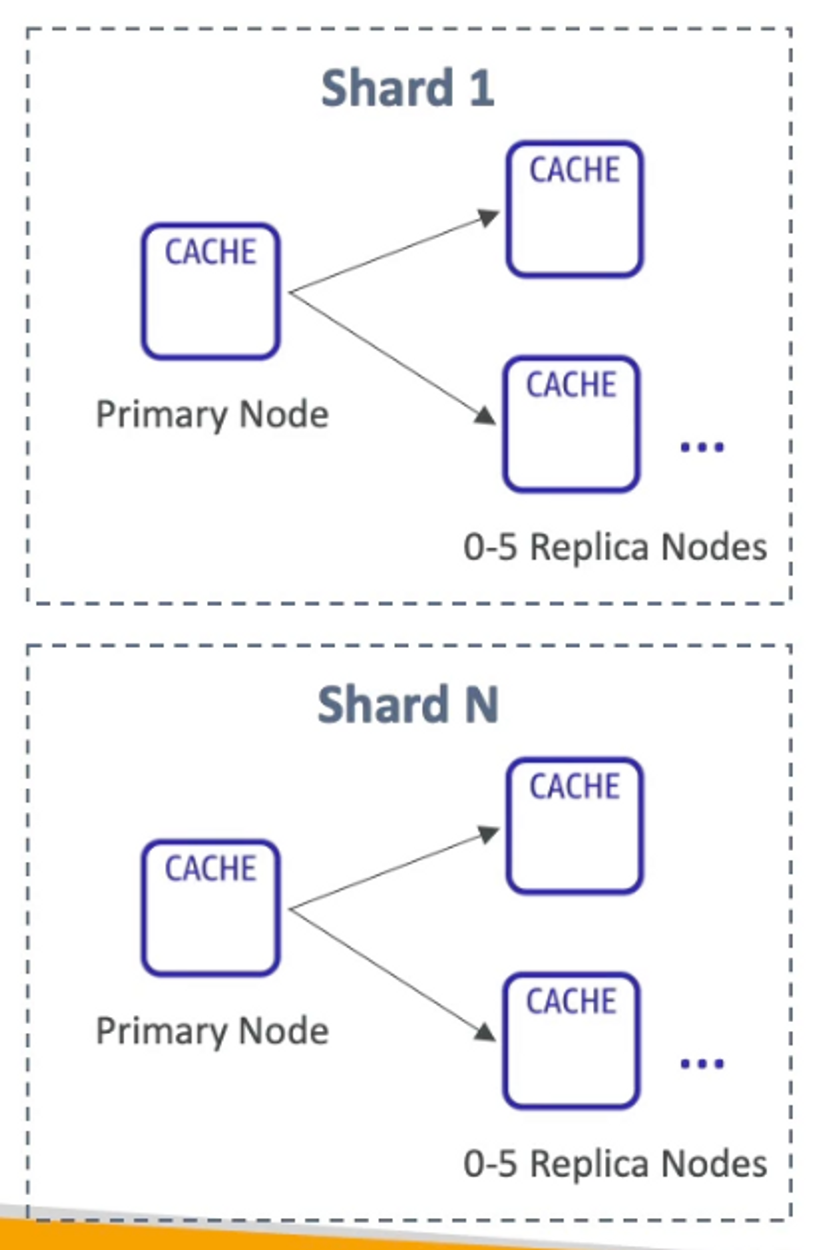 Shard 1
CACHE
CACHE
Primary Node
CACHE
...
0-5 Replica Nodes
Shard N
CACHE
CACHE
Primary Node
CACHE
...
0-5 Replica Nodes